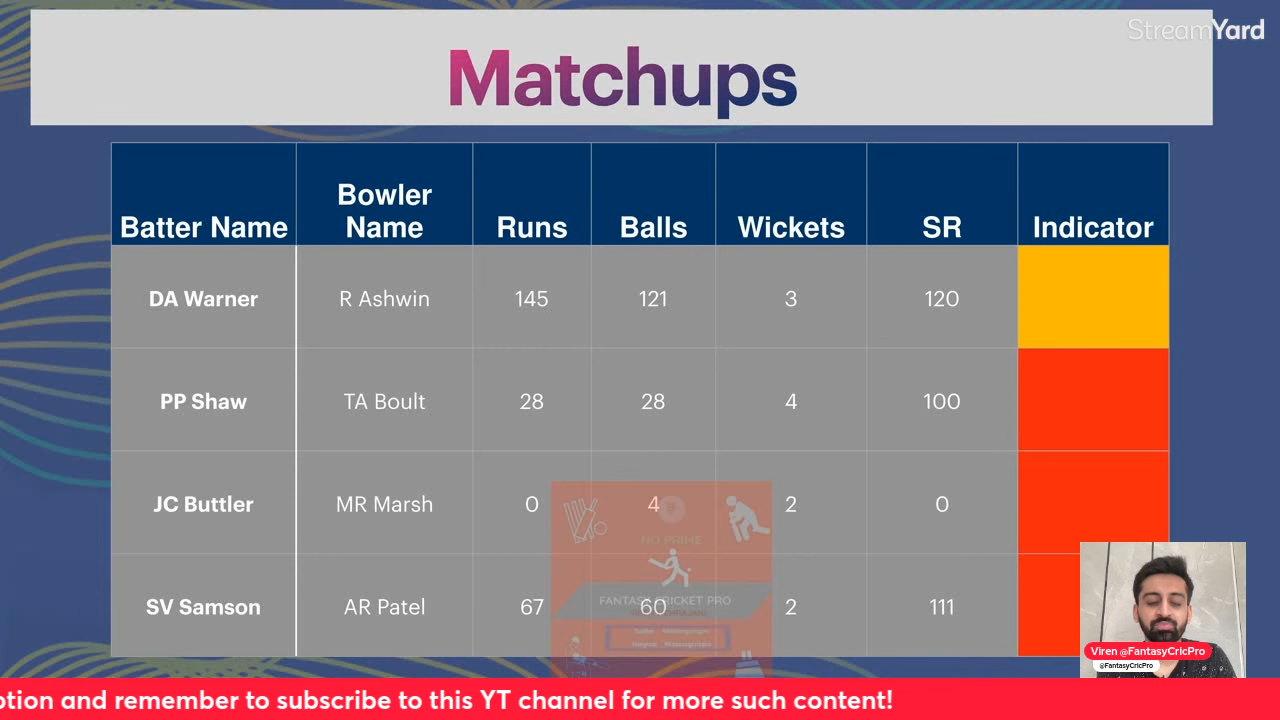 StreamYard
Matchups
Batter Name Bowler Name Runs Balls Wickets SR Indicator
DA Warner R Ashwin 145 121 3 120
PP Shaw TA Boult 28 28 4 100
JC Buttler MR Marsh 0 4 2 0
NO PRIME
FANTASY CRICKET PRO
SV Samson AR Patel 67 60 2 111
Viren @FantasyCricPro
@FantasyCricPro
ption and remember to subscribe to this YT channel for more such content!